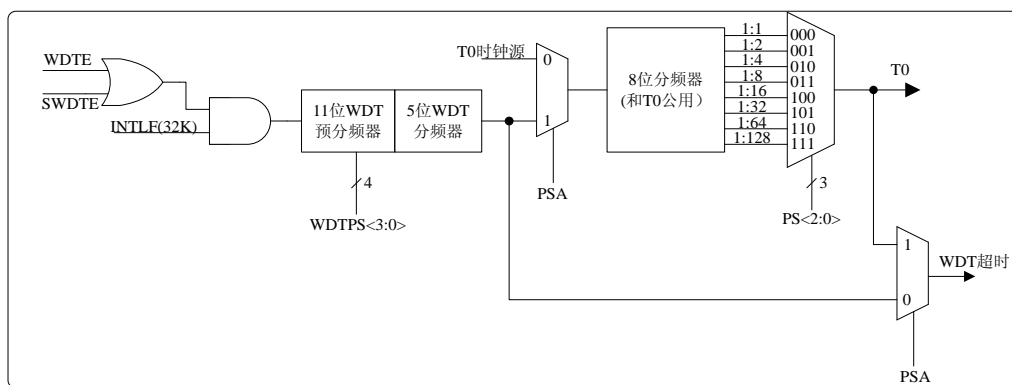 WDTE
SWDTE
INTLF(32K)
11位WDT
预分频器
5位WDT
分频器
4
WDTPS<3:0>
T0时钟源
0
1
PSA
8位分频器
(和T0公用）
1:1
1:2
1:4
1:8
1:16
1:32
1:64
1:128
000
001
010
011
100
101
110
111
3
PS<2:0>
T0
1
0
WDT超时
PSA